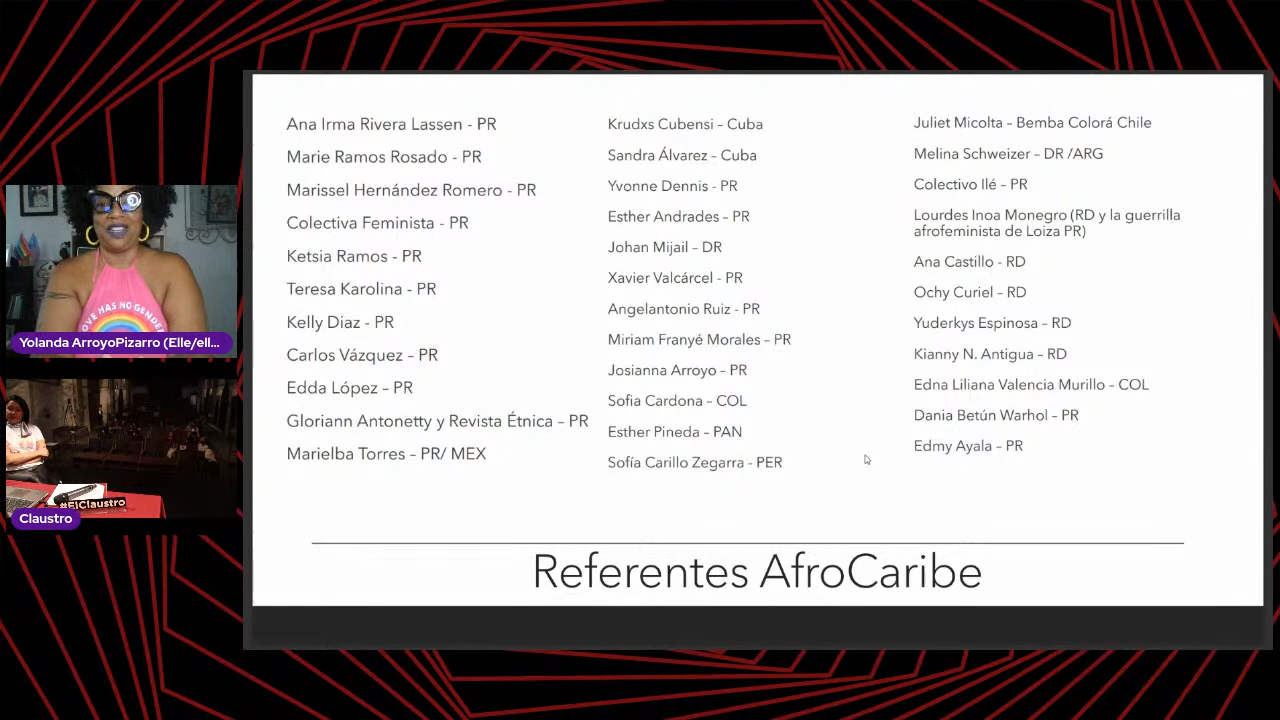 Ana Irma Rivera Lassen - PR
Marie Ramos Rosado - PR
Marissel Hernández Romero - PR
Colectiva Feminista - PR
Ketsia Ramos - PR
Teresa Karolina - PR
Kelly Diaz - PR
Carlos Vázquez – PR
Edda López – PR
Gloriann Antonetty y Revista Étnica – PR
Marielba Torres – PR/ MEX
Krudxs Cubensi – Cuba
Sandra Álvarez – Cuba
Yvonne Dennis - PR
Esther Andrades – PR
Johan Mijail – DR
Xavier Valcárcel - PR
Angelantonio Ruiz - PR
Miriam Franyé Morales – PR
Josianna Arroyo – PR
Sofia Cardona – COL
Esther Pineda – PAN
Sofía Carillo Zegarra - PER
Juliet Micolta – Bemba Colorá Chile
Melina Schweizer – DR /ARG
Colectivo Ilé – PR
Lourdes Inoa Monegro (RD y la guerrilla
afrofeminista de Loiza PR)
Ana Castillo - RD
Ochy Curiel – RD
Yuderkys Espinosa – RD
Kianny N. Antigua – RD
Edna Liliana Valencia Murillo – COL
Dania Betún Warhol – PR
Edmy Ayala – PR
Referentes AfroCaribe
HAS NO GENDER
Yolanda ArroyoPizarro (Elle/ell...
#ElClaustro
Claustro